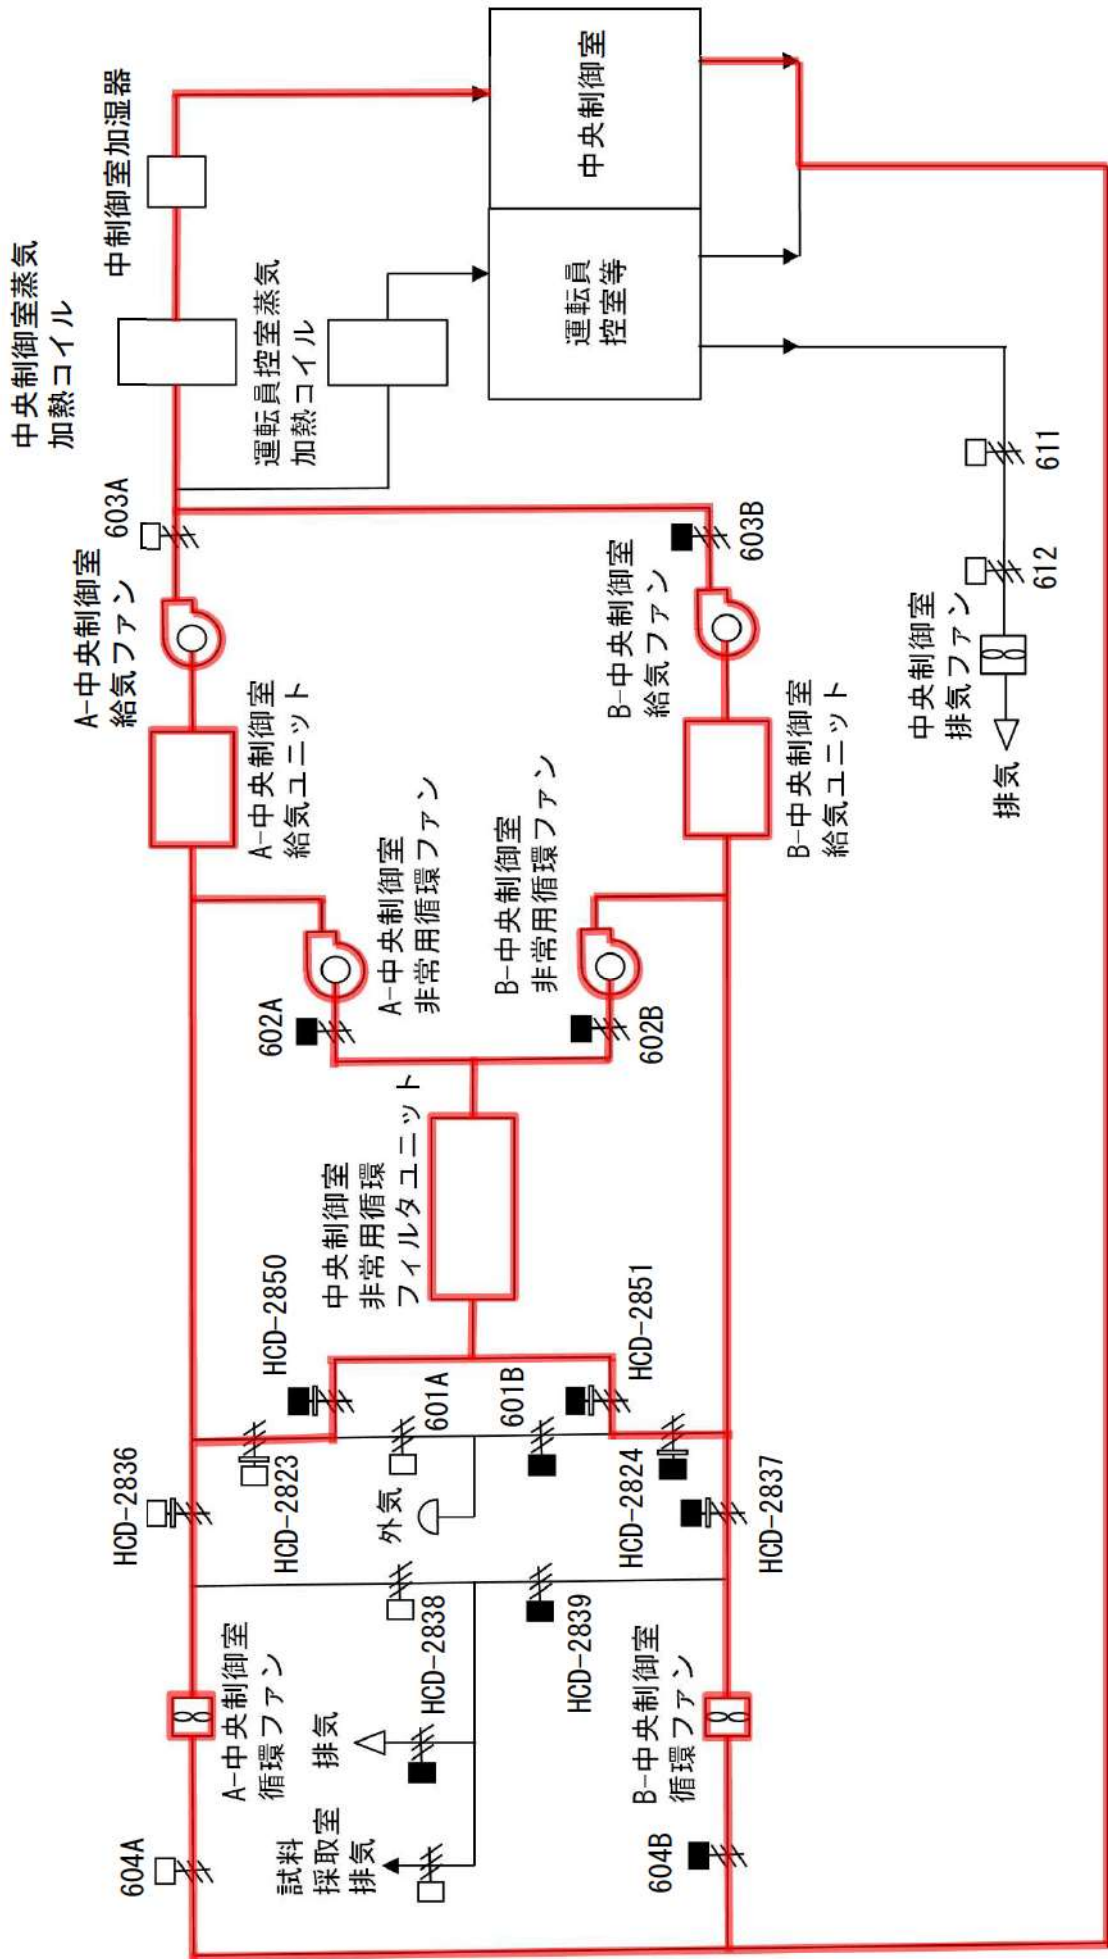 中央制御室蒸気
加熱コイル
中制御室加湿器
運転員控室蒸気
加熱コイル
中央制御室
運転員
控室等
603A
A-中央制御室
給気ファン
A-中央制御室
給気ユニット
603B
B-中央制御室
給気ファン
B-中央制御室
給気ユニット
611
612
中央制御室
排気ファン
排気
602A
A-中央制御室
非常用循環ファン
B-中央制御室
非常用循環ファン
602B
中央制御室
非常用循環
フィルタユニット
HCD-2850
HCD-2851
601A
601B
HCD-2836
HCD-2823
外気
HCD-2824
HCD-2837
HCD-2838
HCD-2839
A-中央制御室
循環ファン
B-中央制御室
循環ファン
排気
試料
採取室
排気
604A
604B